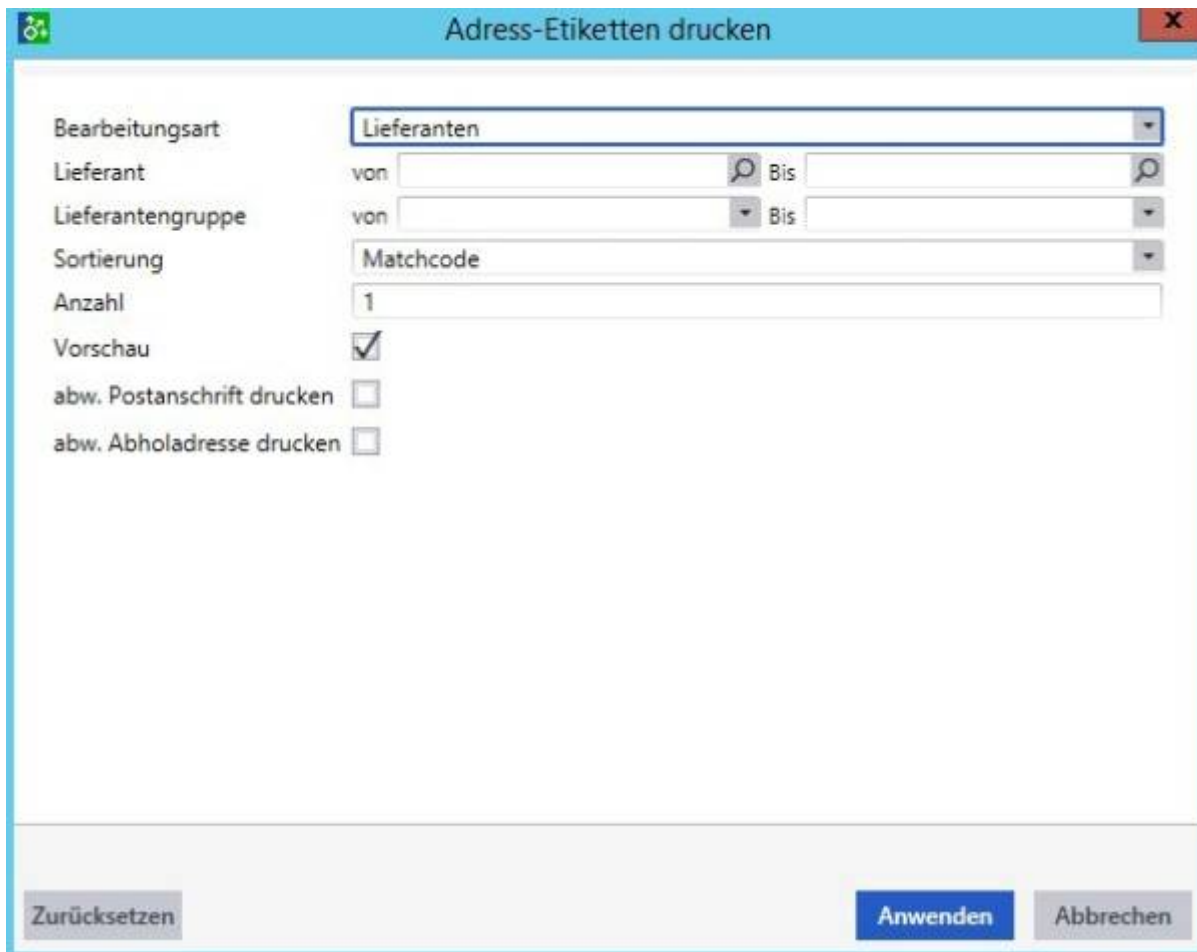 Adress-Etiketten drucken
x
Bearbeitungsart Lieferanten
Lieferant von Bis
Lieferantengruppe von Bis
Sortierung Matchcode
Anzahl 1
Vorschau
abw. Postanschrift drucken
abw. Abholadresse drucken
Zurücksetzen Anwenden Abbrechen